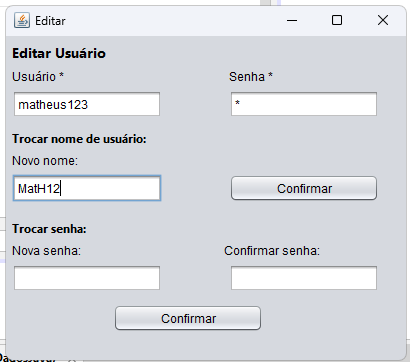 Editar
Editar Usuário
Usuário * Senha *
matheus123 *
Trocar nome de usuário:
Novo nome:
MatH12 Confirmar
Trocar senha:
Nova senha: Confirmar senha:
Confirmar